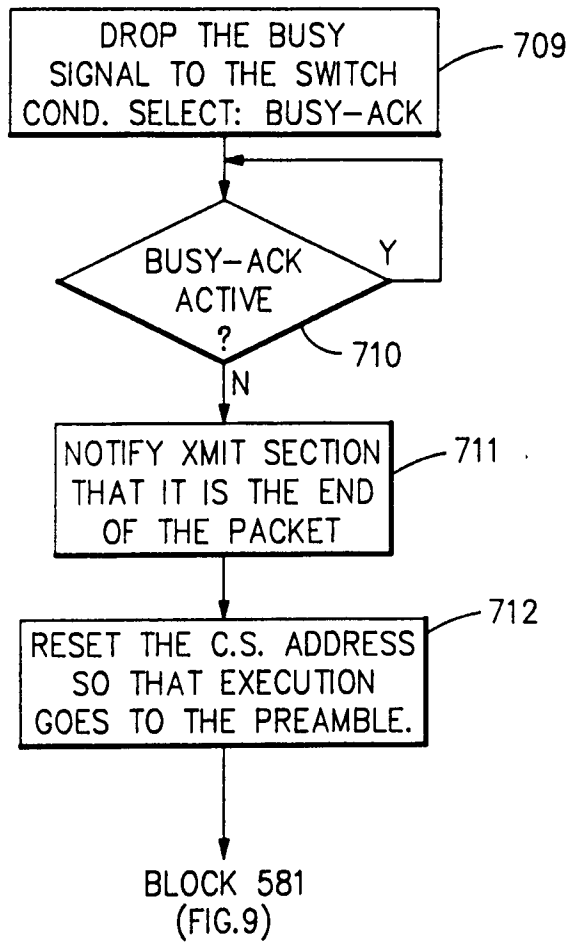 DROP THE BUSY
SIGNAL TO THE SWITCH
COND. SELECT: BUSY-ACK
709
BUSY-ACK
ACTIVE
?
Y
710
N
NOTIFY XMIT SECTION
THAT IT IS THE END
OF THE PACKET
711
RESET THE C.S. ADDRESS
SO THAT EXECUTION
GOES TO THE PREAMBLE.
712
BLOCK 581
(FIG.9)